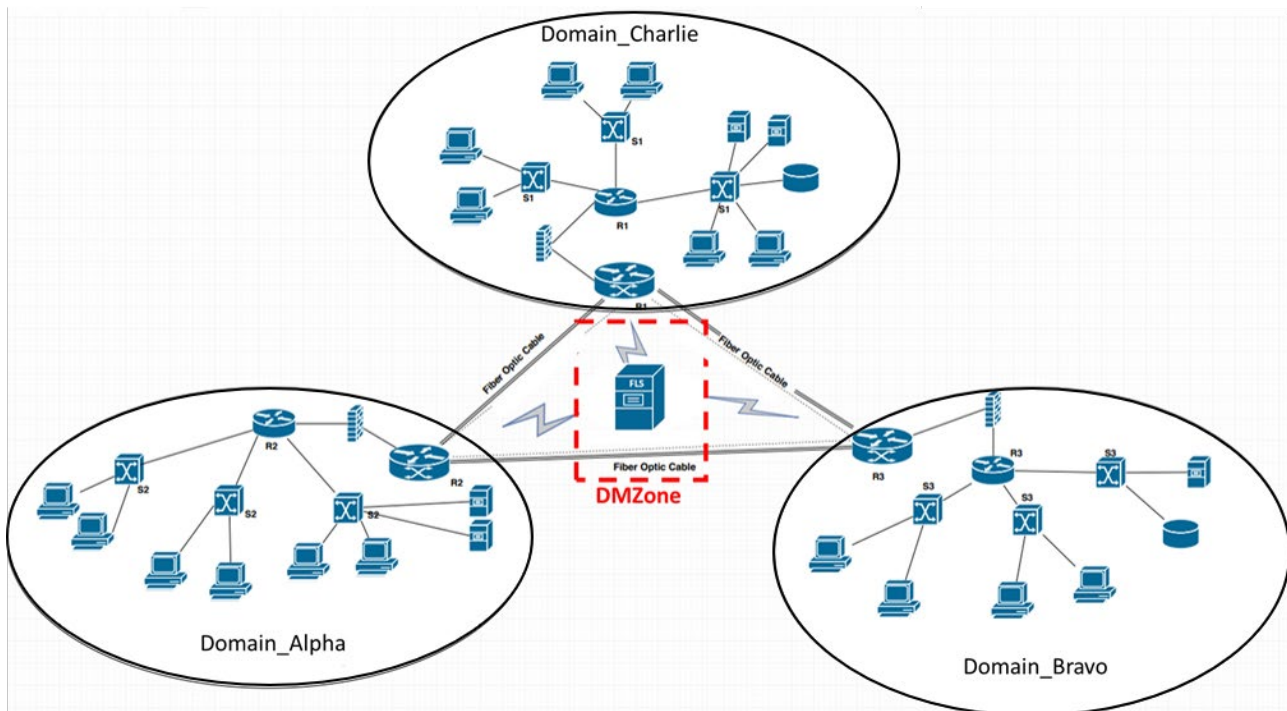 Domain_Charlie
S1
S1
S1
R1
R1
Fiber Optic Cable
Fiber Optic Cable
FLS
Fiber Optic Cable
DMZone
R2
R2
S2
S2
S2
Domain_Alpha
R3
R3
S3
S3
S3
Domain_Bravo